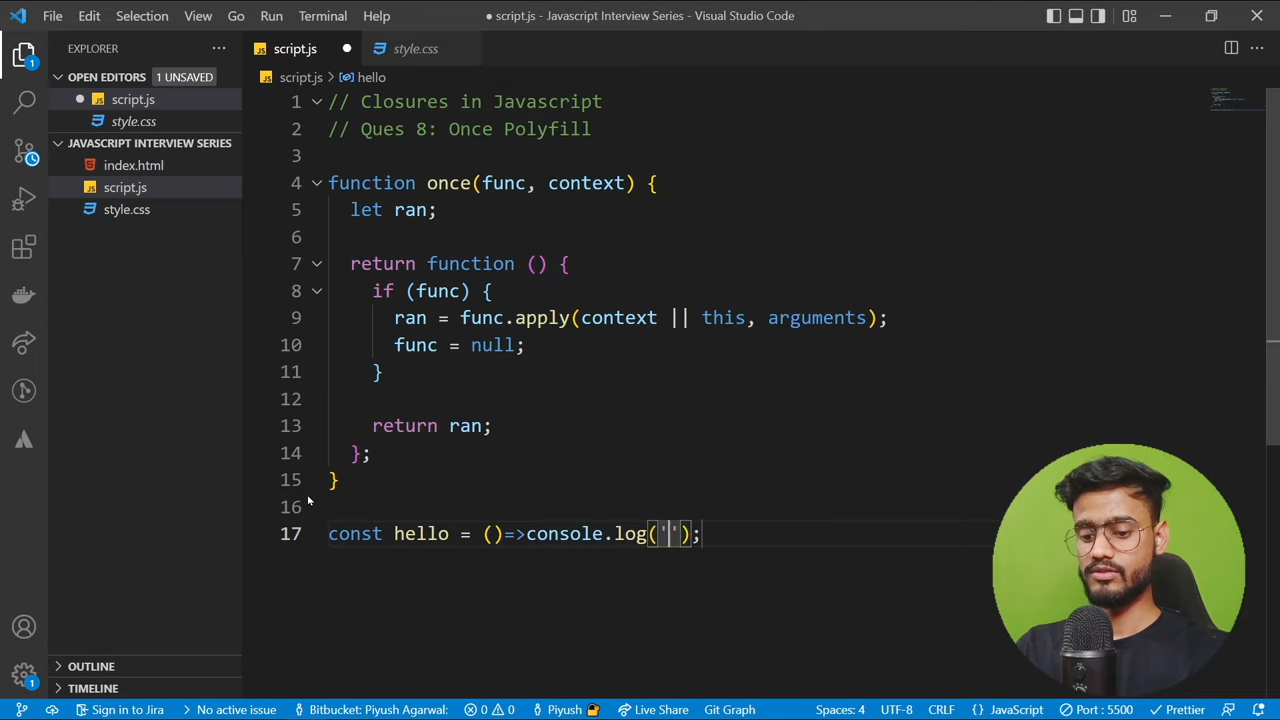 File Edit Selection View Go Run Terminal Help
● script.js - Javascript Interview Series - Visual Studio Code
EXPLORER
OPEN EDITORS 1 UNSAVED
script.js
style.css
JAVASCRIPT INTERVIEW SERIES
index.html
script.js
style.css
OUTLINE
TIMELINE
script.js
style.css
script.js > hello
1 // Closures in Javascript
2 // Ques 8: Once Polyfill
3
4 function once(func, context) {
5 let ran;
6
7 return function () {
8 if (func) {
9 ran = func.apply(context || this, arguments);
10 func = null;
11 }
12
13 return ran;
14 };
15 }
16
17 const hello = ()=>console.log('');
1
1
Sign in to Jira No active issue Bitbucket: Piyush Agarwal: 0 0 Piyush Live Share Git Graph Spaces: 4 UTF-8 CRLF {} JavaScript Port : 5500 Prettier